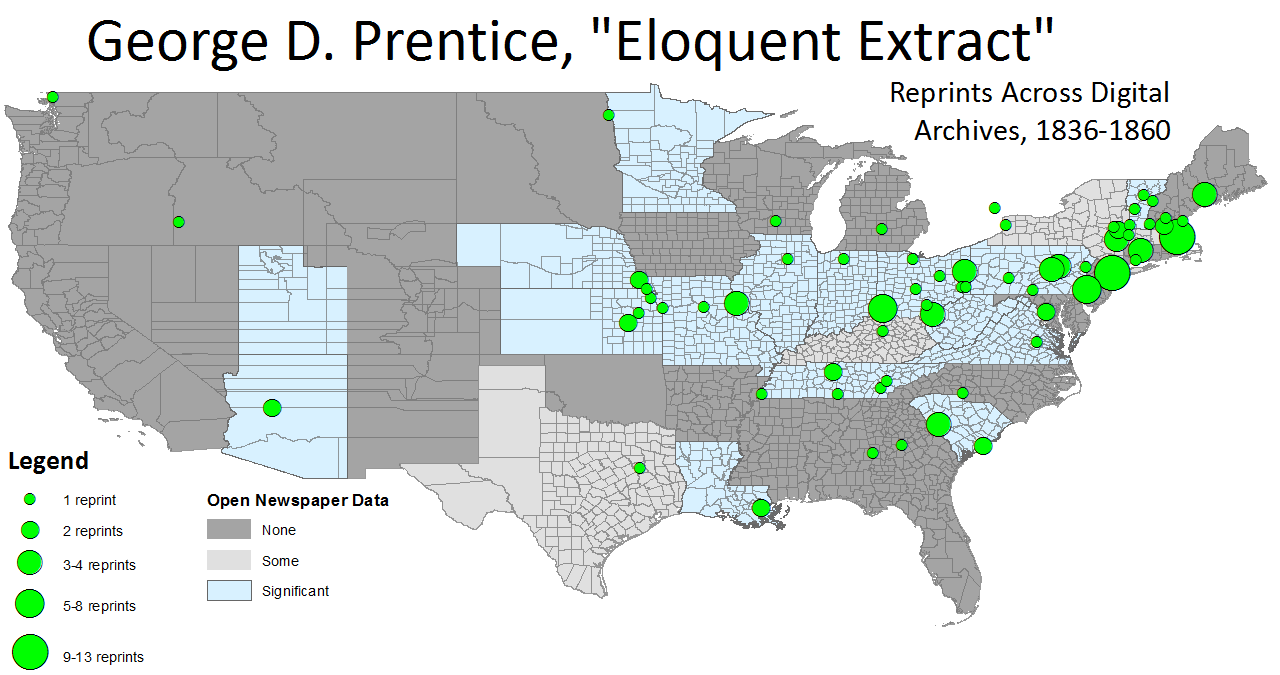 George D. Prentice, "Eloquent Extract"
Reprints Across Digital
Archives, 1836-1860
Legend
1 reprint
2 reprints
3-4 reprints
5-8 reprints
9-13 reprints
Open Newspaper Data
None
Some
Significant